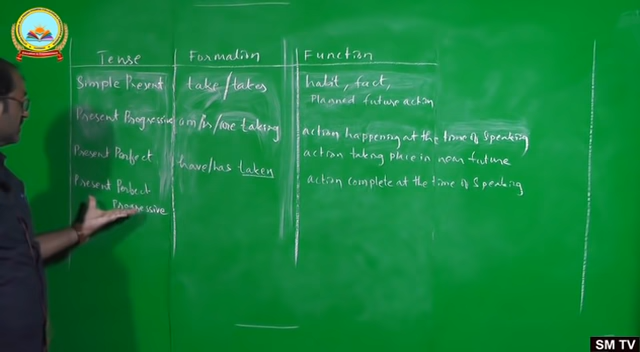 Tense Formation Function
Simple Present take/takes habit, fact,
Planned future action
Present Progressive am/is/are taking
action happening at the time of speaking
Present Perfect have/has taken action taking place in near future
Present Perfect action complete at the time of speaking
Progressive
SM TV